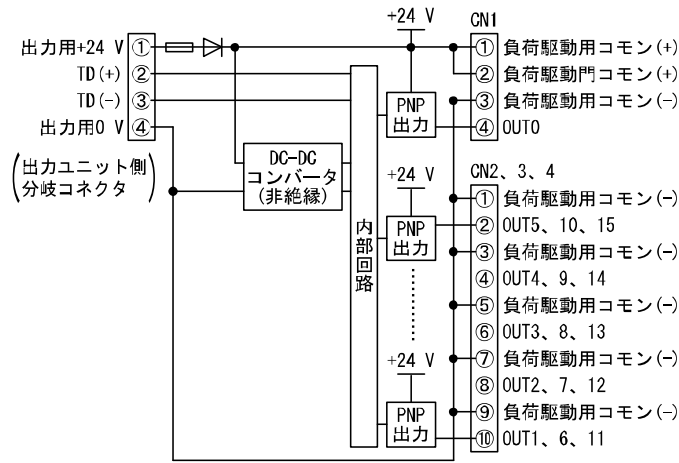 +24 V
CN1
出力用+24 V ①
① 負荷駆動用コモン(+)
TD(+) ②
② 負荷駆動門コモン(+)
TD(-) ③
③ 負荷駆動用コモン(-)
出力用0 V ④
PNP
出力
④ OUT0
(出力ユニット側
分岐コネクタ)
DC-DC
コンバータ
(非絶縁)
内部回路
+24 V
PNP
出力
CN2、3、4
① 負荷駆動用コモン(-)
② OUT5、10、15
③ 負荷駆動用コモン(-)
④ OUT4、9、14
⑤ 負荷駆動用コモン(-)
⑥ OUT3、8、13
+24 V
⑦ 負荷駆動用コモン(-)
⑧ OUT2、7、12
PNP
出力
⑨ 負荷駆動用コモン(-)
⑩ OUT1、6、11